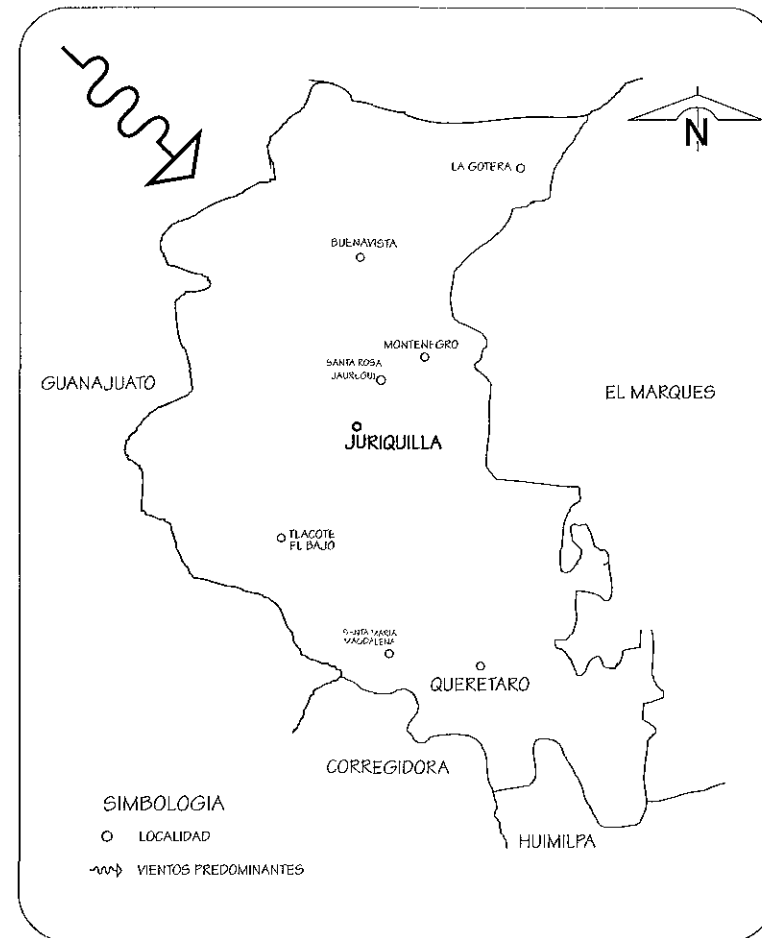 N
LA GOTERA
BUENAVISTA
MONTENEGRO
SANTA ROSA
JAUREGUI
GUANAJUATO
EL MARQUES
JURIQUILLA
TLACOTE
EL BAJO
SANTA MARIA
MAGDALENA
QUERETARO
CORREGIDORA
SIMBOLOGIA
LOCALIDAD
HUIMILPA
VIENTOS PREDOMINANTES